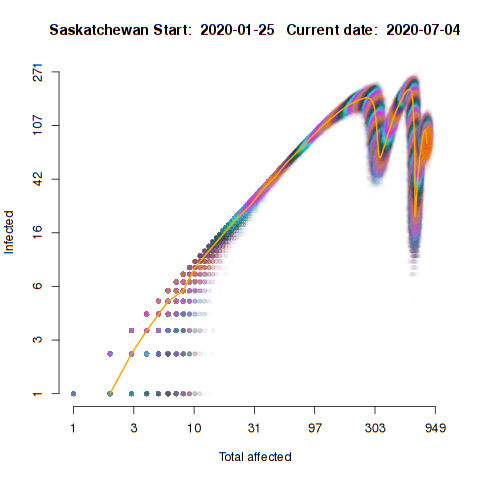 Saskatchewan Start: 2020-01-25 Current date: 2020-07-04
271
107
42
16
6
3
1
Infected
1 3 10 31 97 303 949
Total affected